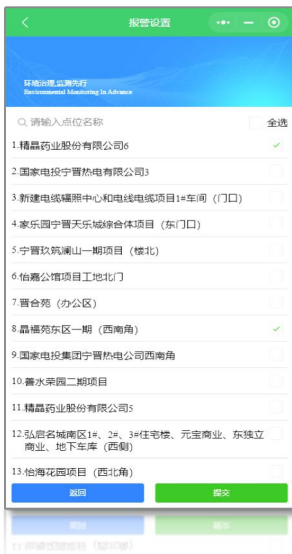 报警设置
环境治理,监测先行
Environmental Monitoring In Advance
请输入点位名称
全选
1.精晶药业股份有限公司6
2.国家电投宁晋热电有限公司3
3.新建电缆辐照中心和电线电缆项目1#车间（门口）
4.家乐园宁晋天乐城综合体项目（东门口）
5.宁晋玖筑澜山一期项目（楼北）
6.怡嘉公馆项目工地北门
7.晋合苑（办公区）
8.晶福苑东区一期（西南角）
9.国家电投集团宁晋热电公司西南角
10.善水荣园二期项目
11.精晶药业股份有限公司5
12.弘启名城南区1#、2#、3#住宅楼、元宝商业、东独立
商业、地下车库（西侧）
13.怡海花园项目（西北角）
返回
提交